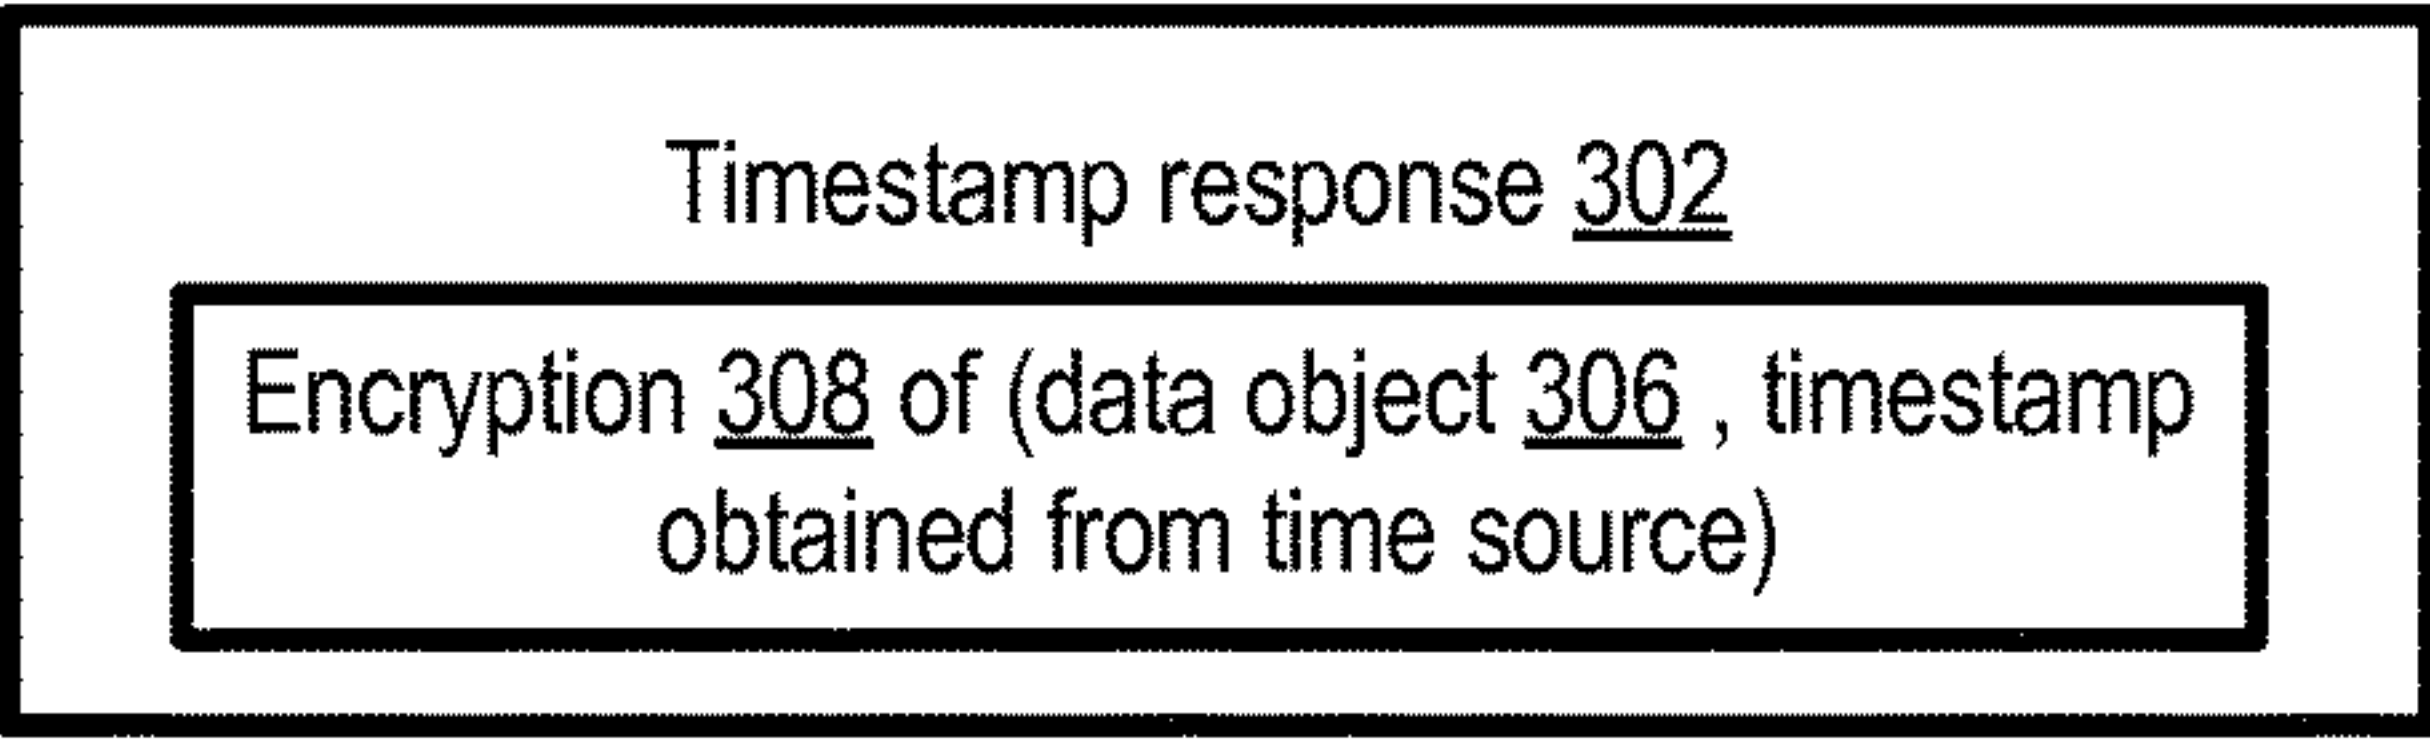 Timestamp response 302
Encryption 308 of (data object 306 , timestamp
obtained from time source)